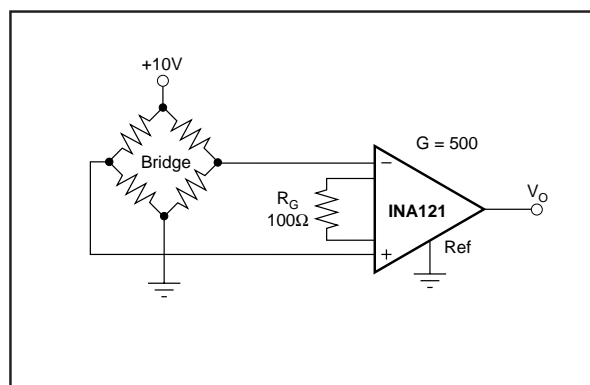 +10V
Bridge
G = 500
−
R_G
100Ω
INA121
V_O
Ref
+